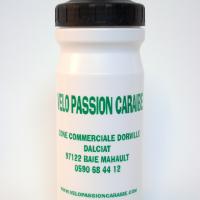 VELO PASSION CARAIBE
ZONE COMMERCIALE DORVILLE
DALCIAT
97122 BAIE MAHAULT
0590 68 44 12
WWW.VELOPASSIONCARAIBE.COM